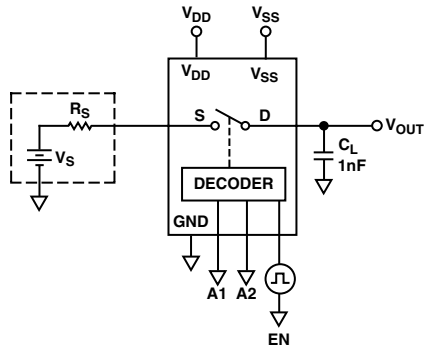 VDD
VSS
VDD
VSS
RS
S
D
VOUT
VS
CL
1nF
DECODER
GND
A1
A2
EN